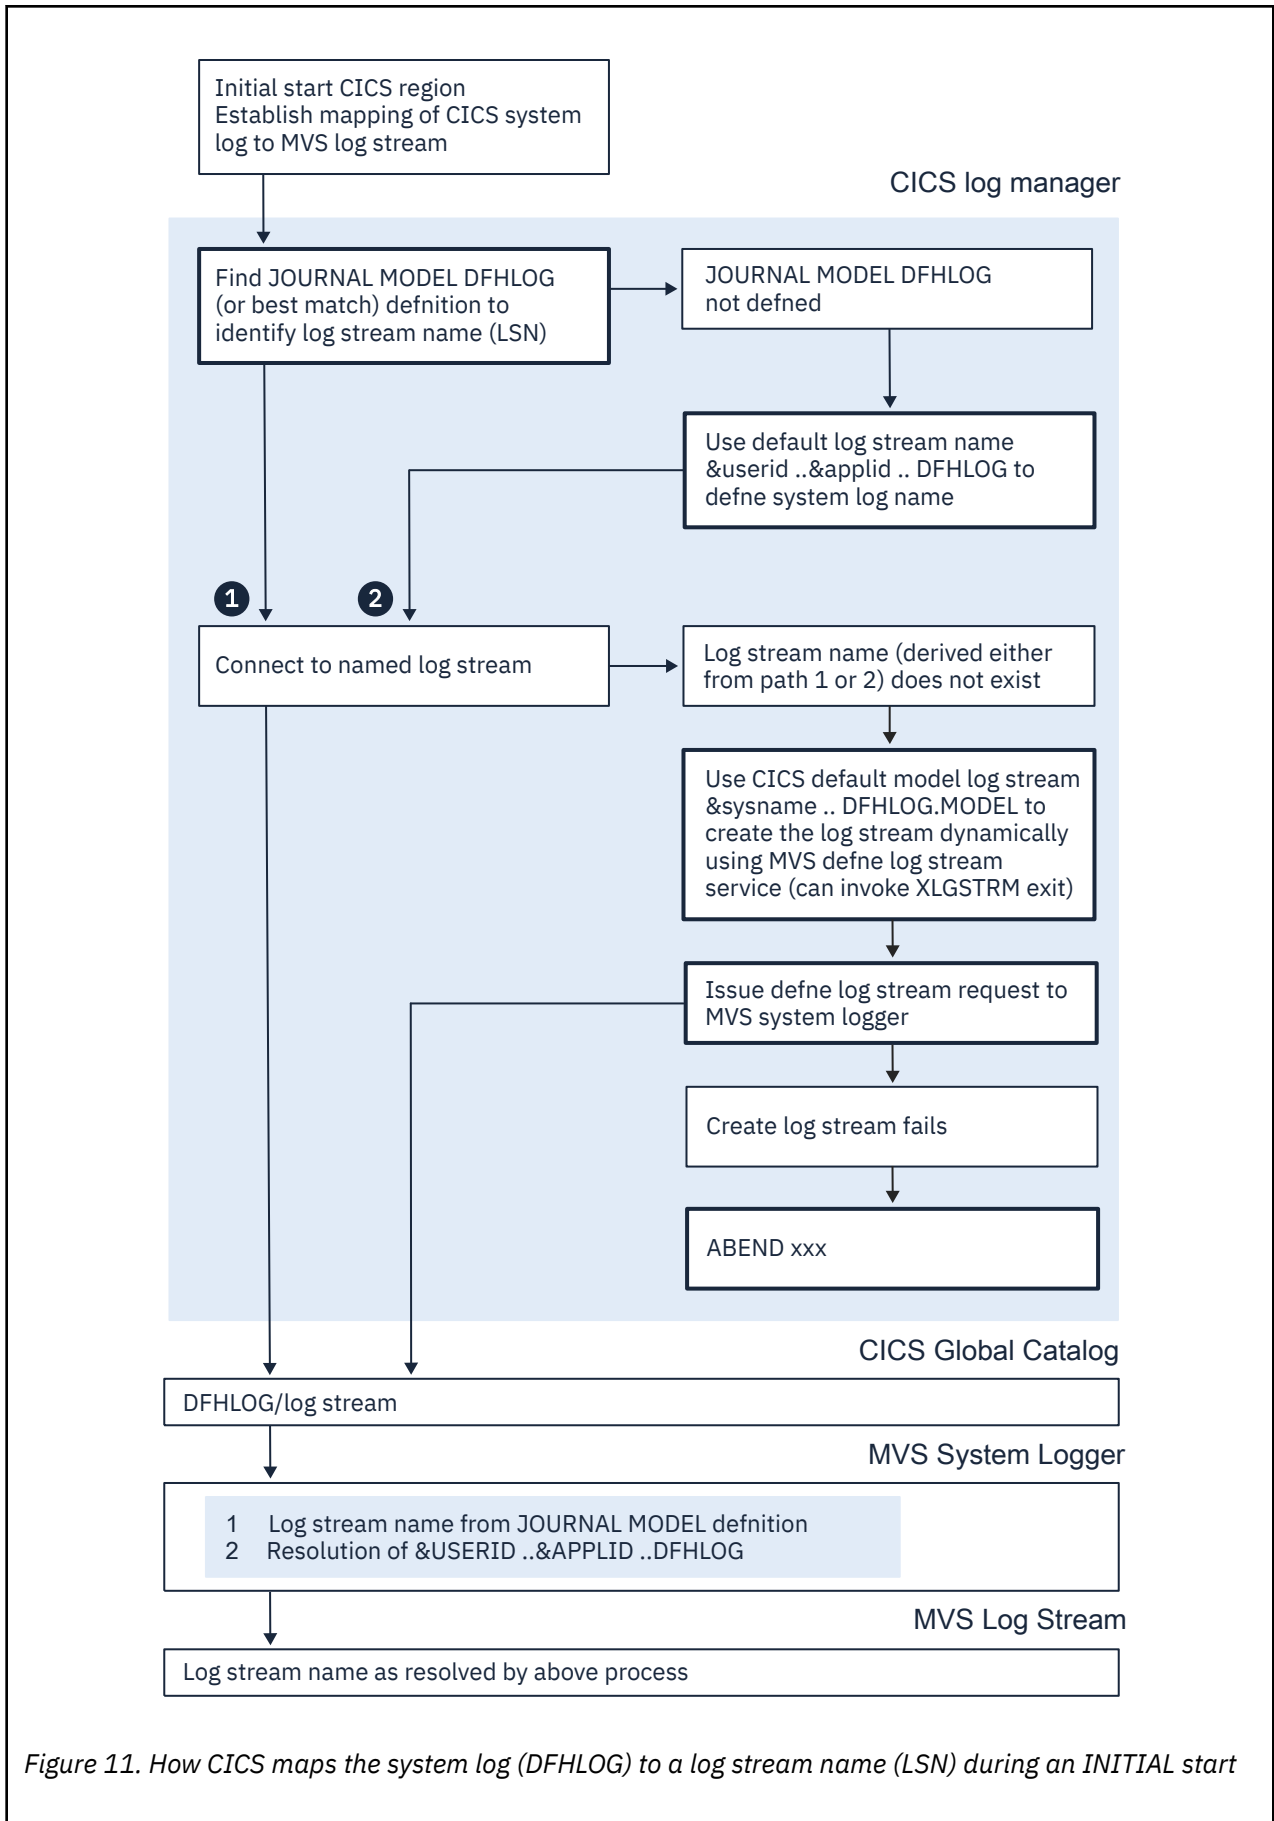 Initial start CICS region
Establish mapping of CICS system
log to MVS log stream
CICS log manager
Find JOURNAL MODEL DFHLOG
(or best match) defnition to
identify log stream name (LSN)
JOURNAL MODEL DFHLOG
not defned
Use default log stream name
&userid ..&applid .. DFHLOG to
defne system log name
1
2
Connect to named log stream
Log stream name (derived either
from path 1 or 2) does not exist
Use CICS default model log stream
&sysname .. DFHLOG.MODEL to
create the log stream dynamically
using MVS defne log stream
service (can invoke XLGSTRM exit)
Issue defne log stream request to
MVS system logger
Create log stream fails
ABEND xxx
CICS Global Catalog
DFHLOG/log stream
MVS System Logger
1 Log stream name from JOURNAL MODEL defnition
2 Resolution of &USERID ..&APPLID ..DFHLOG
MVS Log Stream
Log stream name as resolved by above process
Figure 11. How CICS maps the system log (DFHLOG) to a log stream name (LSN) during an INITIAL start